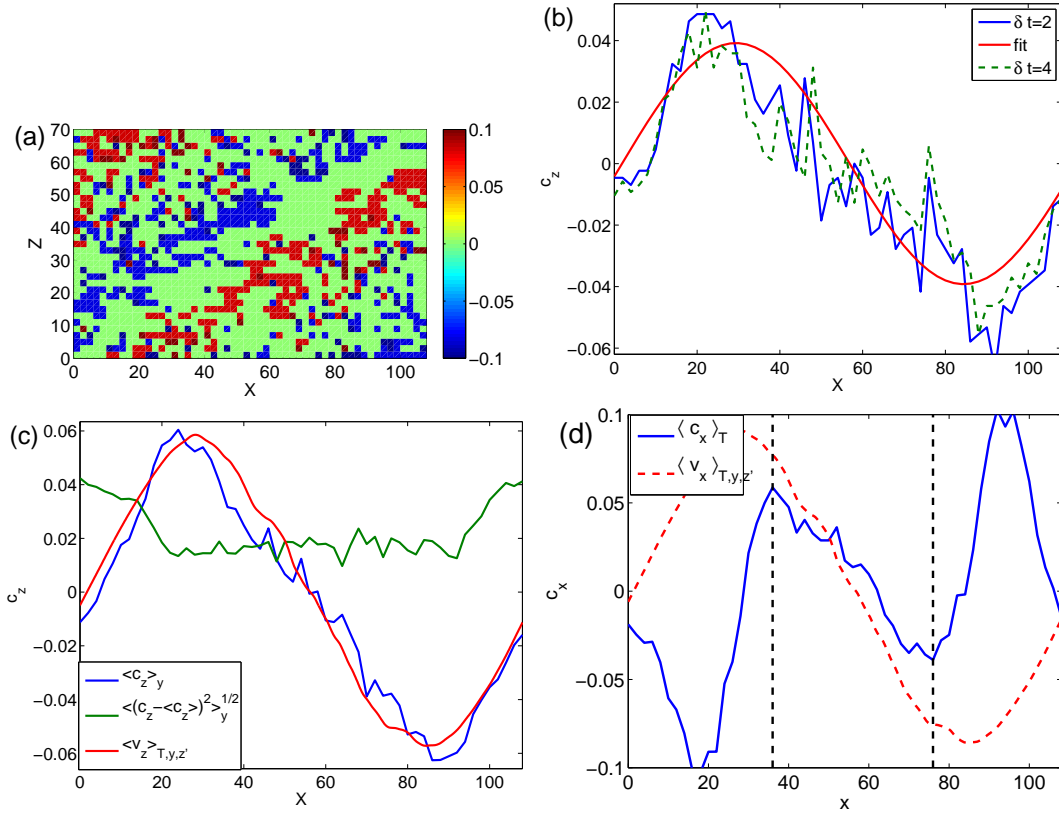 (a)
70
60
50
40
30
20
10
0
Z
0 20 40 60 80 100
X
0.1
0.05
0
−0.05
−0.1
(b)
0.04
0.02
0
−0.02
−0.04
−0.06
c_z
0 20 40 60 80 100
X
δ t=2
fit
δ t=4
(c)
0.06
0.04
0.02
0
−0.02
−0.04
−0.06
c_z
0 20 40 60 80 100
X
<c_z>_y
<(c_z−<c_z>)^2>_y^1/2
<v_z>_T,y,z'
(d)
0.1
0.05
0
−0.05
−0.1
c_x
0 20 40 60 80 100
x
⟨ c_x ⟩_T
⟨ v_x ⟩_T,y,z'